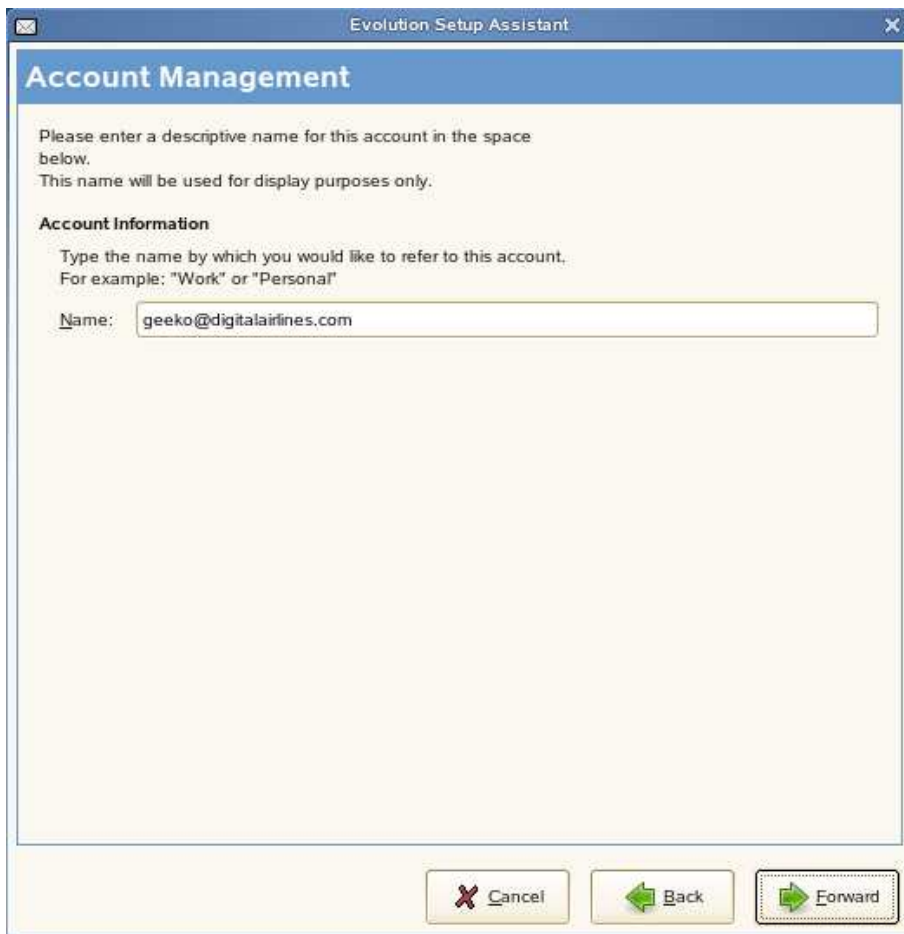 Evolution Setup Assistant
Account Management
Please enter a descriptive name for this account in the space
below.
This name will be used for display purposes only.
Account Information
Type the name by which you would like to refer to this account.
For example: "Work" or "Personal"
Name: geeko@digitalairlines.com
Cancel Back Forward